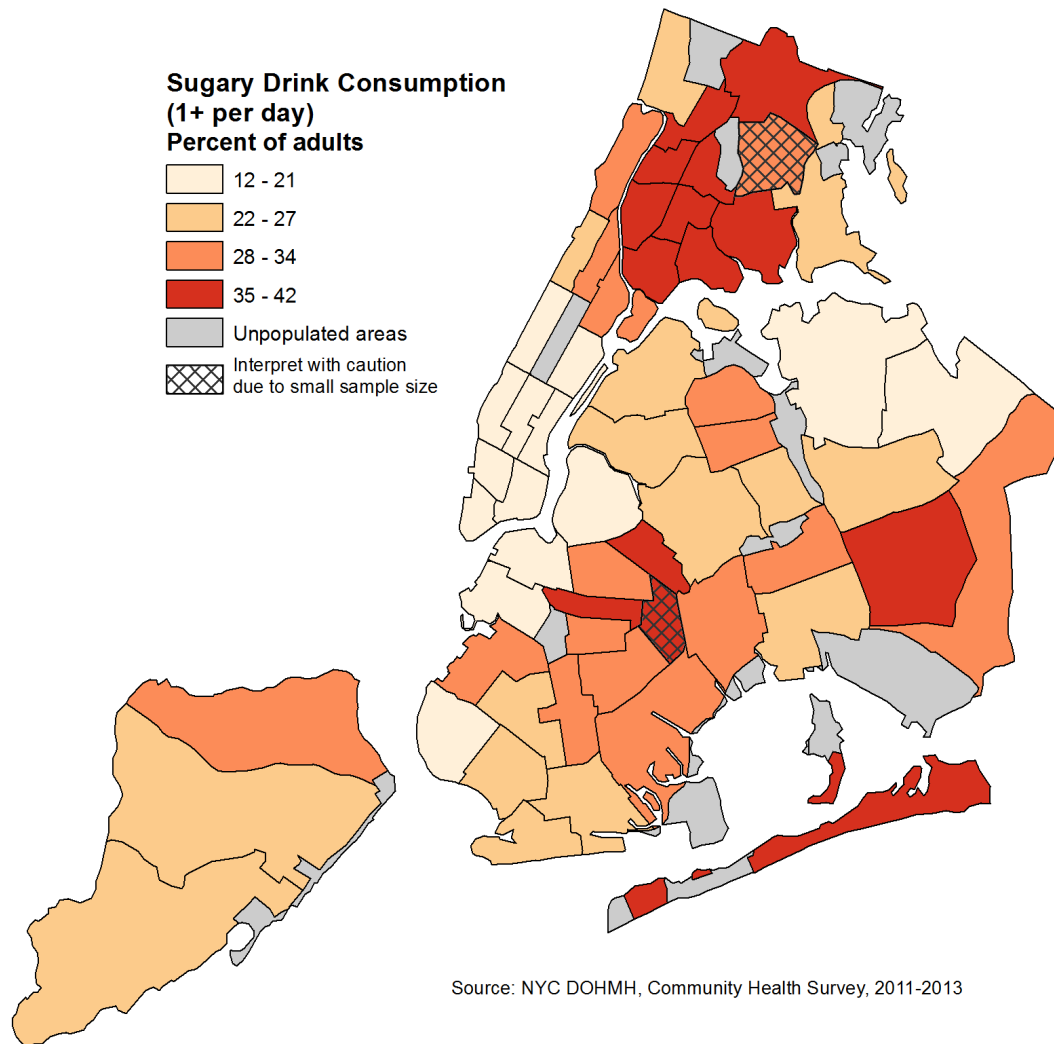 Sugary Drink Consumption
(1+ per day)
Percent of adults
12 - 21
22 - 27
28 - 34
35 - 42
Unpopulated areas
Interpret with caution
due to small sample size
Source: NYC DOHMH, Community Health Survey, 2011-2013